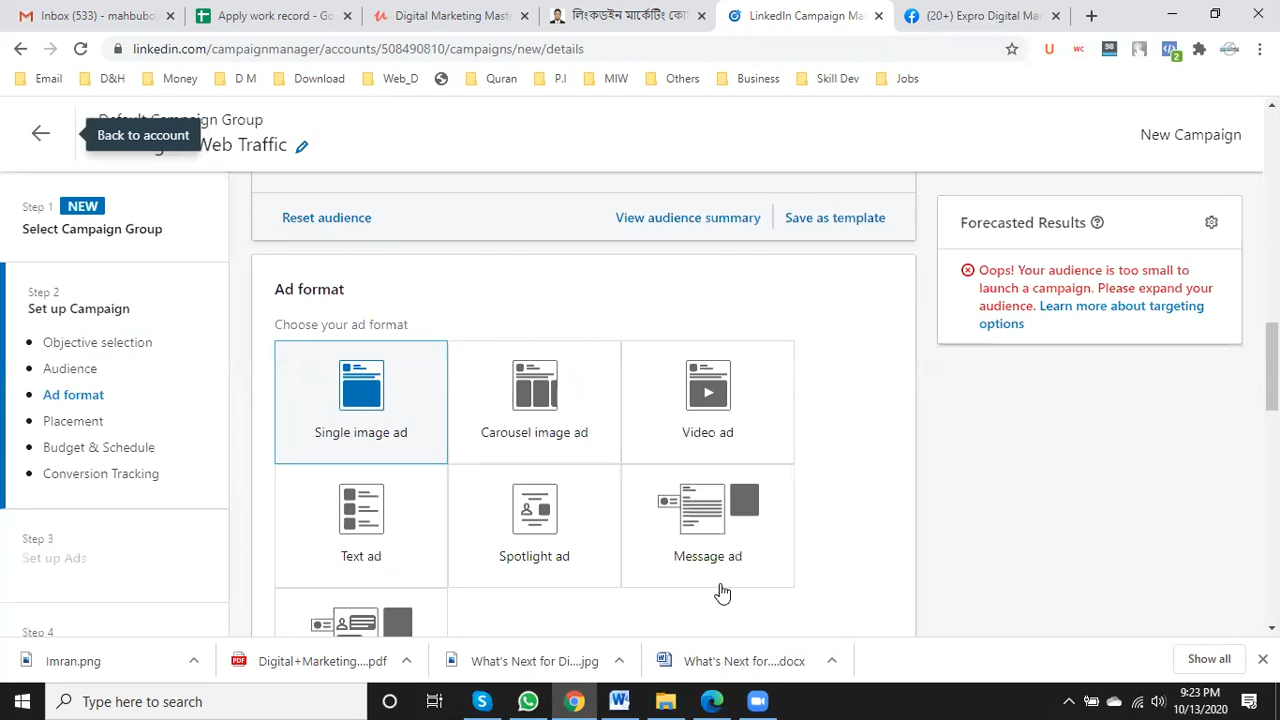 Inbox (533) - mahbubo
Apply work record - Go
Digital Marketing Mast
লিংকডইন মার্কেটিং কো
LinkedIn Campaign Ma
(20+) Expro Digital Mar
linkedin.com/campaignmanager/accounts/508490810/campaigns/new/details
Email
D&H
Money
D M
Download
Web_D
Quran
P.I
MIW
Others
Business
Skill Dev
Jobs
Default Campaign Group
Back to account
Web Traffic
New Campaign
Step 1 NEW
Select Campaign Group
Step 2
Set up Campaign
Objective selection
Audience
Ad format
Placement
Budget & Schedule
Conversion Tracking
Step 3
Set up Ads
Step 4
Reset audience
View audience summary
Save as template
Ad format
Choose your ad format
Single image ad
Carousel image ad
Video ad
Text ad
Spotlight ad
Message ad
Forecasted Results
Oops! Your audience is too small to
launch a campaign. Please expand your
audience. Learn more about targeting
options
Imran.png
Digital+Marketing....pdf
What's Next for Di....jpg
What's Next for....docx
Show all
Type here to search
9:23 PM
10/13/2020